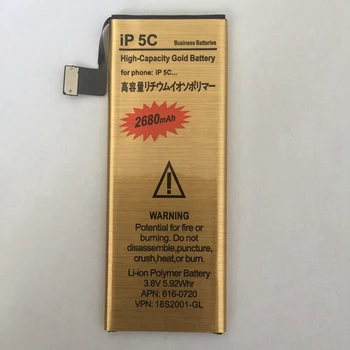 iP 5C
Business Batteries
High-Capacity Gold Battery
for phone: iP 5C...
高容量リチウムイオソポリマー
2680mAh
WARNING
Potential for fire or
burning. Do not
disassemble,puncture,
crush,heat,or burn.
Li-ion Polymer Battery
3.8V 5.92Whr
APN: 616-0720
VPN: 18S2001-GL